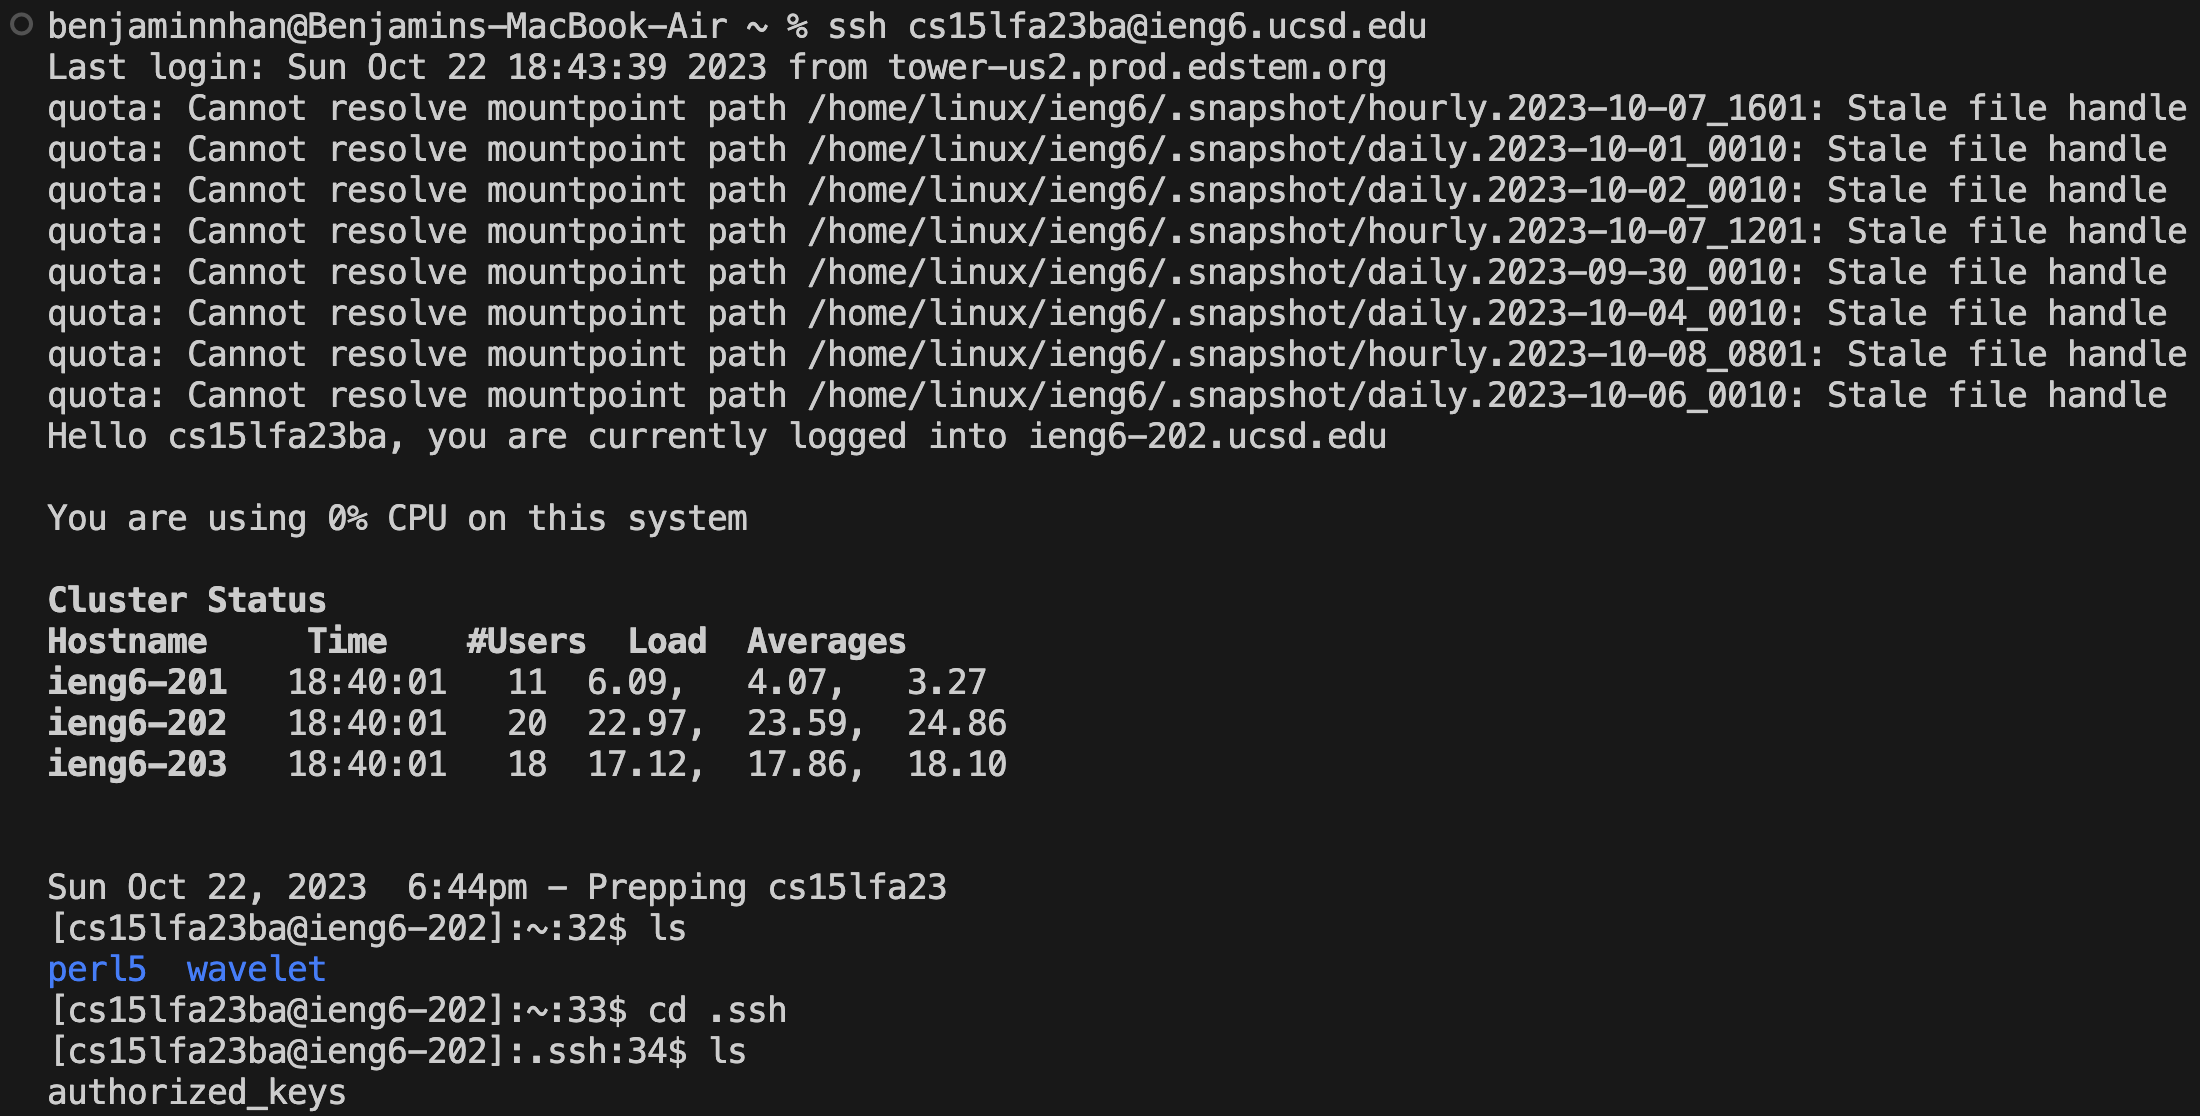 benjaminnhan@Benjamins-MacBook-Air ~ % ssh cs15lfa23ba@ieng6.ucsd.edu
Last login: Sun Oct 22 18:43:39 2023 from tower-us2.prod.edstem.org
quota: Cannot resolve mountpoint path /home/linux/ieng6/.snapshot/hourly.2023-10-07_1601: Stale file handle
quota: Cannot resolve mountpoint path /home/linux/ieng6/.snapshot/daily.2023-10-01_0010: Stale file handle
quota: Cannot resolve mountpoint path /home/linux/ieng6/.snapshot/daily.2023-10-02_0010: Stale file handle
quota: Cannot resolve mountpoint path /home/linux/ieng6/.snapshot/hourly.2023-10-07_1201: Stale file handle
quota: Cannot resolve mountpoint path /home/linux/ieng6/.snapshot/daily.2023-09-30_0010: Stale file handle
quota: Cannot resolve mountpoint path /home/linux/ieng6/.snapshot/daily.2023-10-04_0010: Stale file handle
quota: Cannot resolve mountpoint path /home/linux/ieng6/.snapshot/hourly.2023-10-08_0801: Stale file handle
quota: Cannot resolve mountpoint path /home/linux/ieng6/.snapshot/daily.2023-10-06_0010: Stale file handle
Hello cs15lfa23ba, you are currently logged into ieng6-202.ucsd.edu
You are using 0% CPU on this system
Cluster Status
Hostname     Time    #Users  Load  Averages
ieng6-201   18:40:01   11  6.09,   4.07,   3.27
ieng6-202   18:40:01   20  22.97,  23.59,  24.86
ieng6-203   18:40:01   18  17.12,  17.86,  18.10
Sun Oct 22, 2023  6:44pm - Prepping cs15lfa23
[cs15lfa23ba@ieng6-202]:~:32$ ls
perl5  wavelet
[cs15lfa23ba@ieng6-202]:~:33$ cd .ssh
[cs15lfa23ba@ieng6-202]:.ssh:34$ ls
authorized_keys